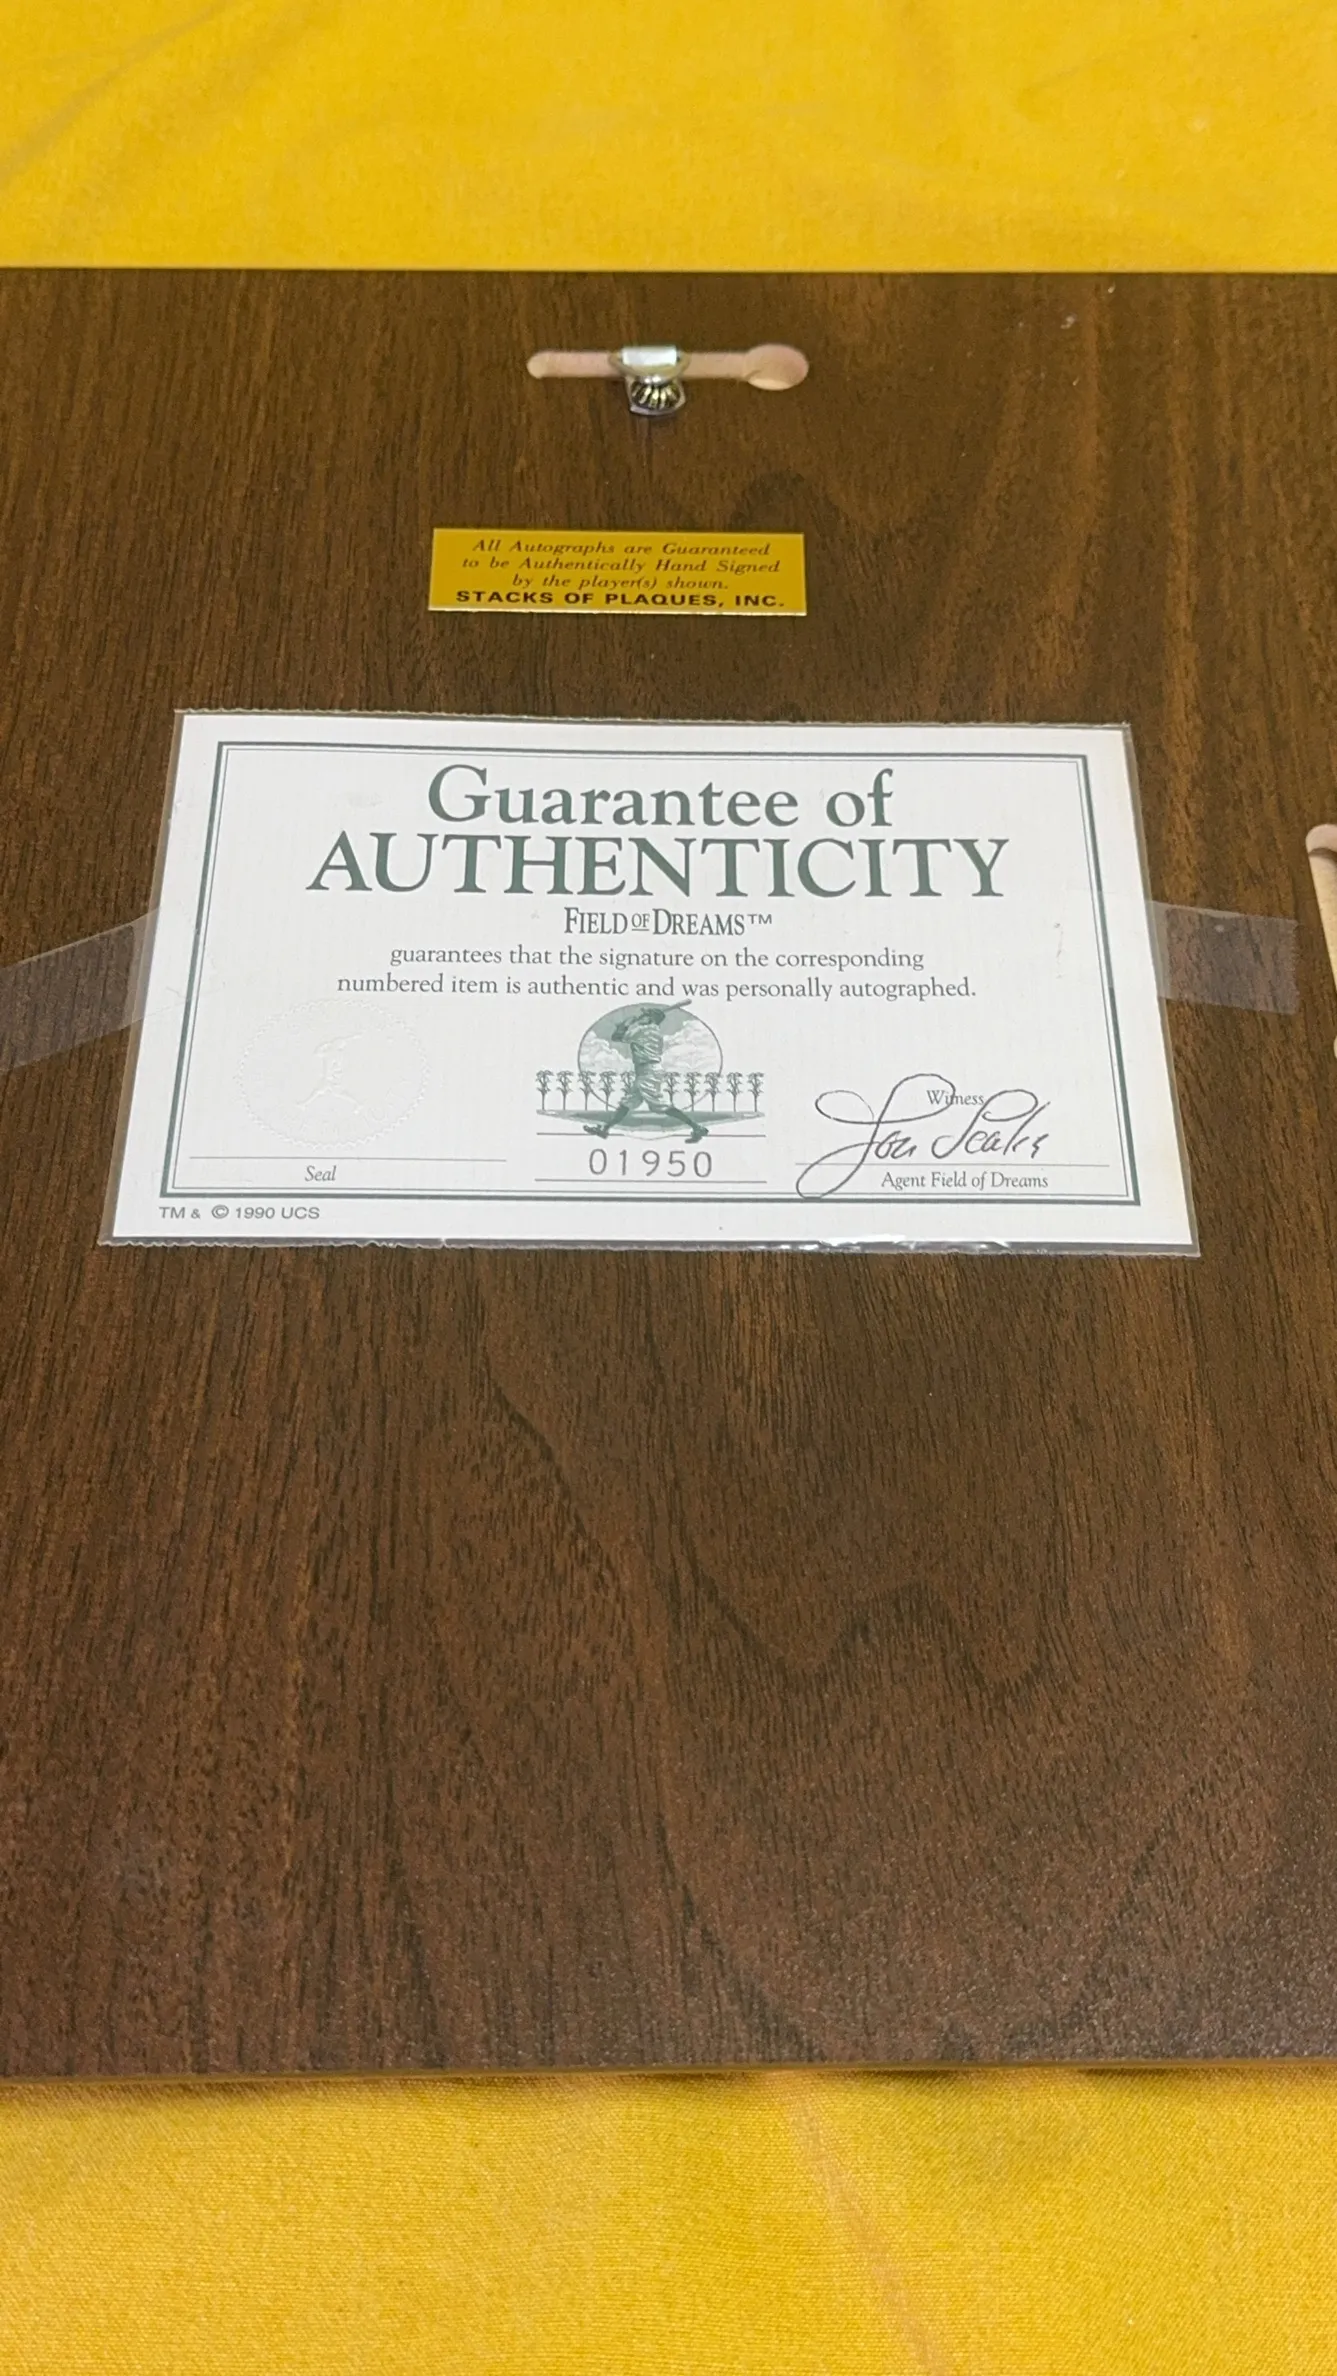 All Autographs are Guaranteed
to be Authentically Hand Signed
by the player(s) shown.
STACKS OF PLAQUES, INC.
Guarantee of
AUTHENTICITY
FIELD OF DREAMS™
guarantees that the signature on the corresponding
numbered item is authentic and was personally autographed.
Witness
01950
Seal
Agent Field of Dreams
TM & © 1990 UCS